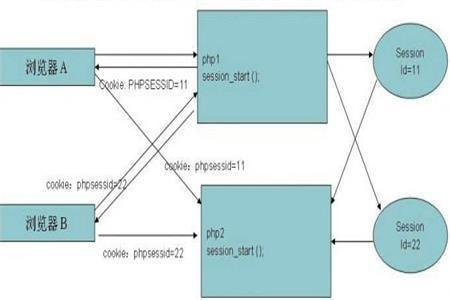 浏览器 A
php1
session_start ();
Cookie: PHPSESSID=11
Session
Id=11
cookie：phpsessid=11
cookie：phpsessid=22
浏览器 B
cookie：phpsessid=22
php2
session_start ();
Session
Id=22